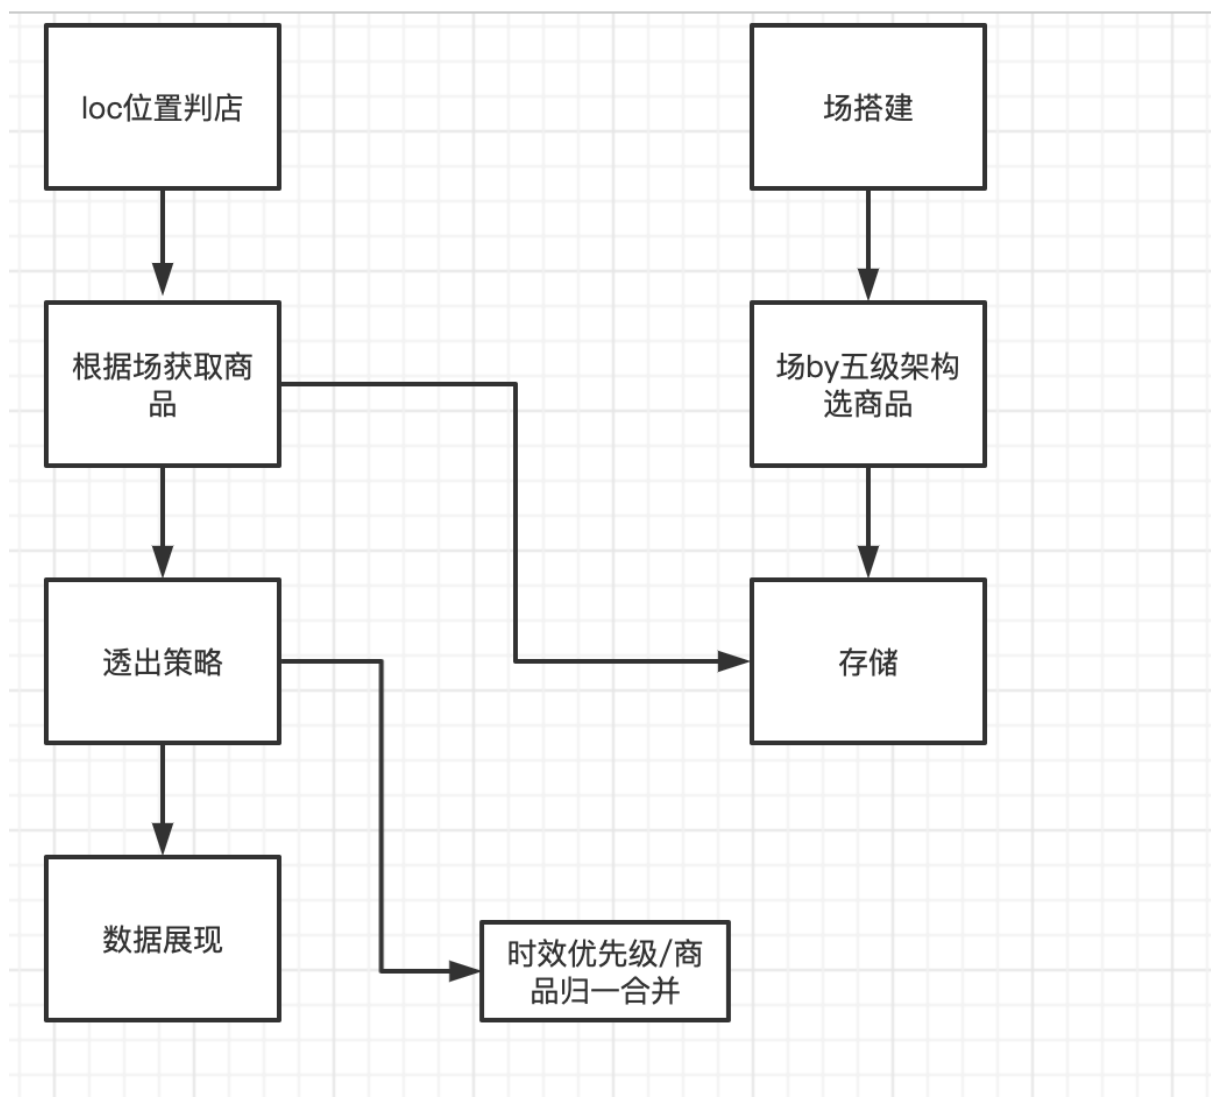 loc位置判店
场搭建
根据场获取商
品
场by五级架构
选商品
透出策略
存储
数据展现
时效优先级/商
品归一合并